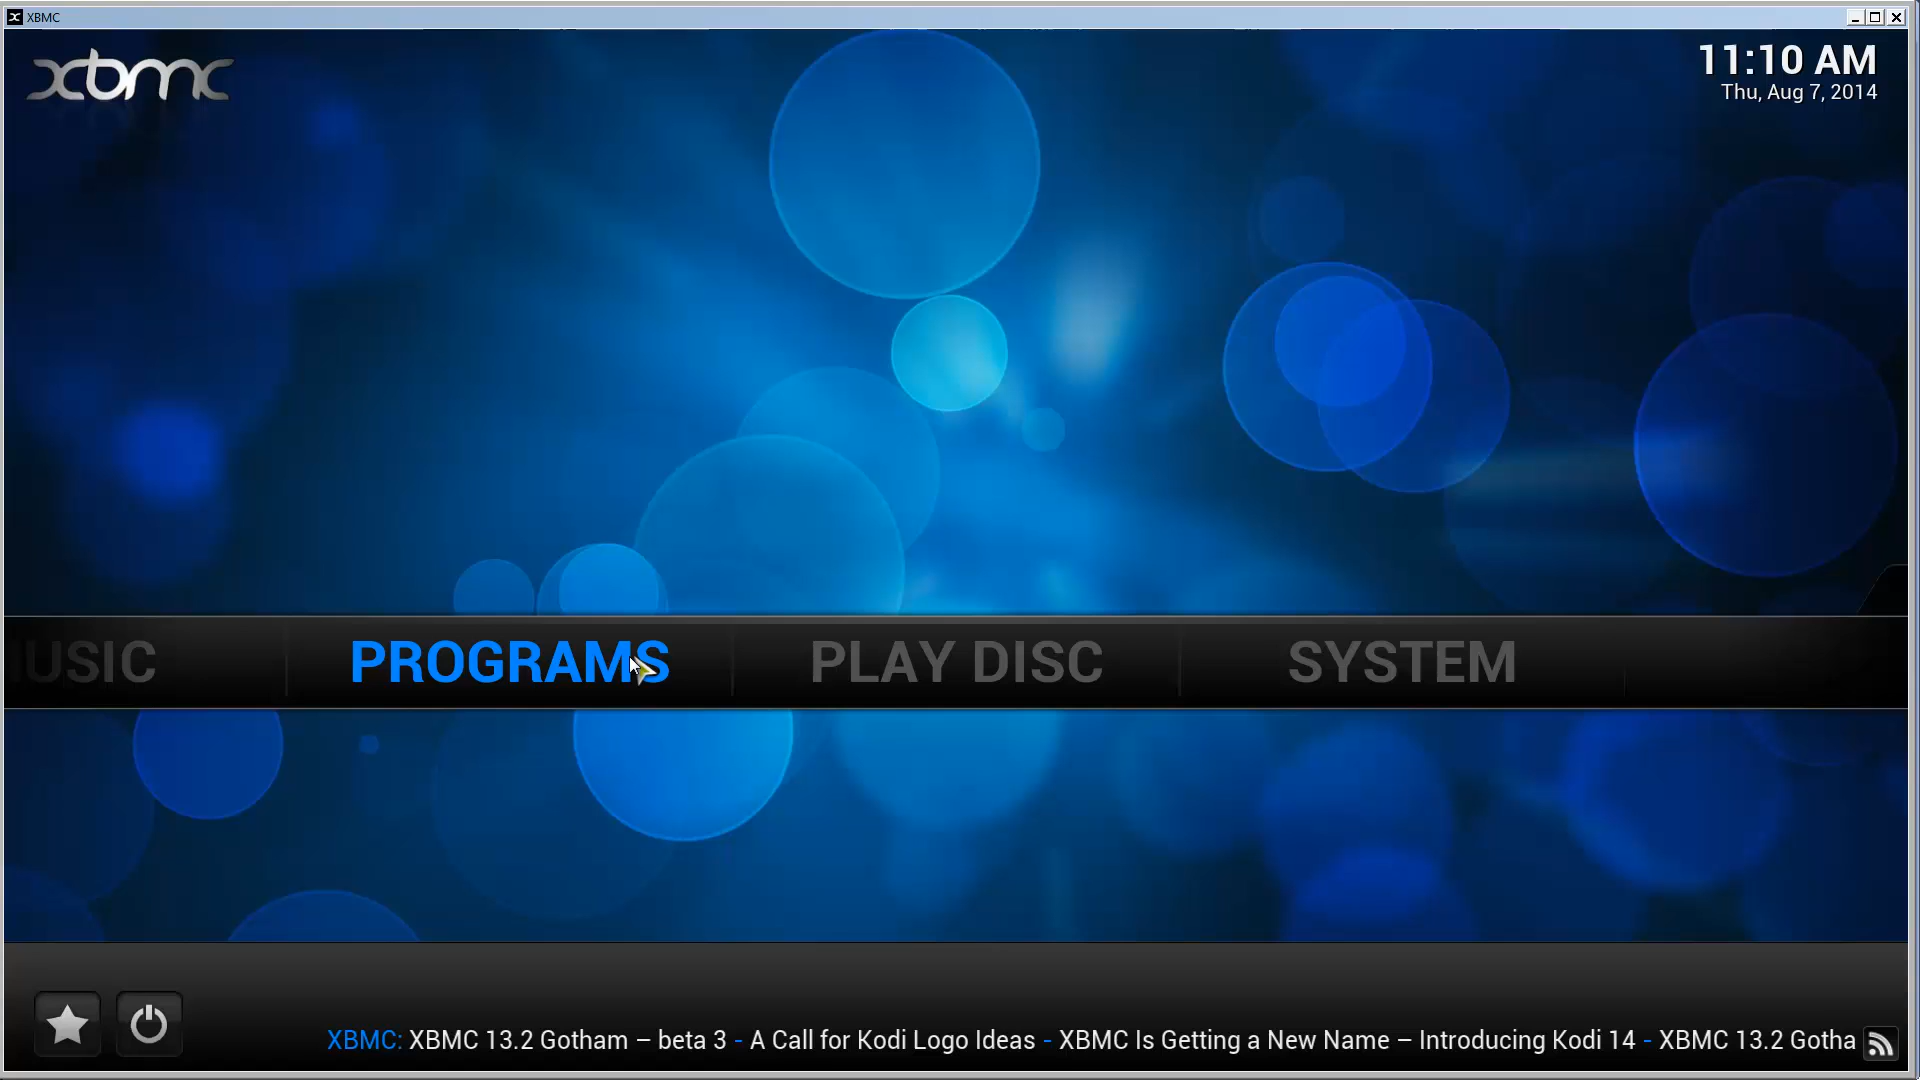 XBMC
xbmc
11:10 AM
Thu, Aug 7, 2014
USIC
PROGRAMS
PLAY DISC
SYSTEM
XBMC: XBMC 13.2 Gotham – beta 3 - A Call for Kodi Logo Ideas - XBMC Is Getting a New Name – Introducing Kodi 14 - XBMC 13.2 Gotha